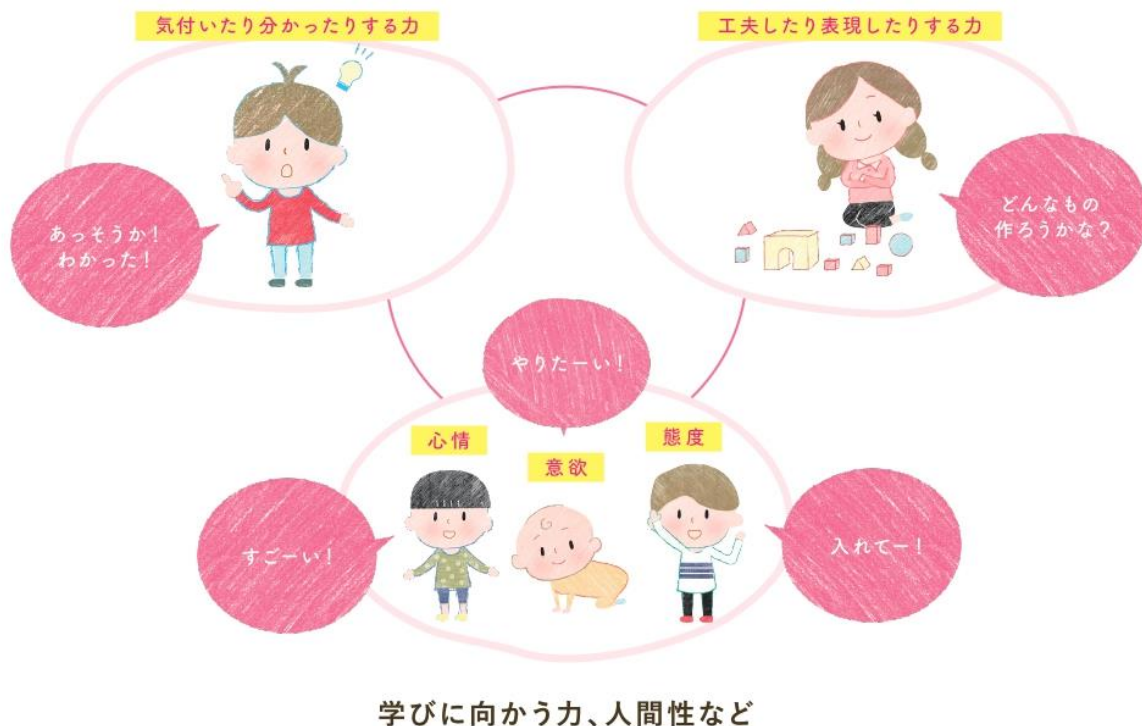 気付いたり分かったりする力
工夫したり表現したりする力
あっそうか！
わかった！
どんなもの
作ろうかな？
やりたーい！
心情
意欲
態度
すごーい！
入れてー！
学びに向かう力、人間性など